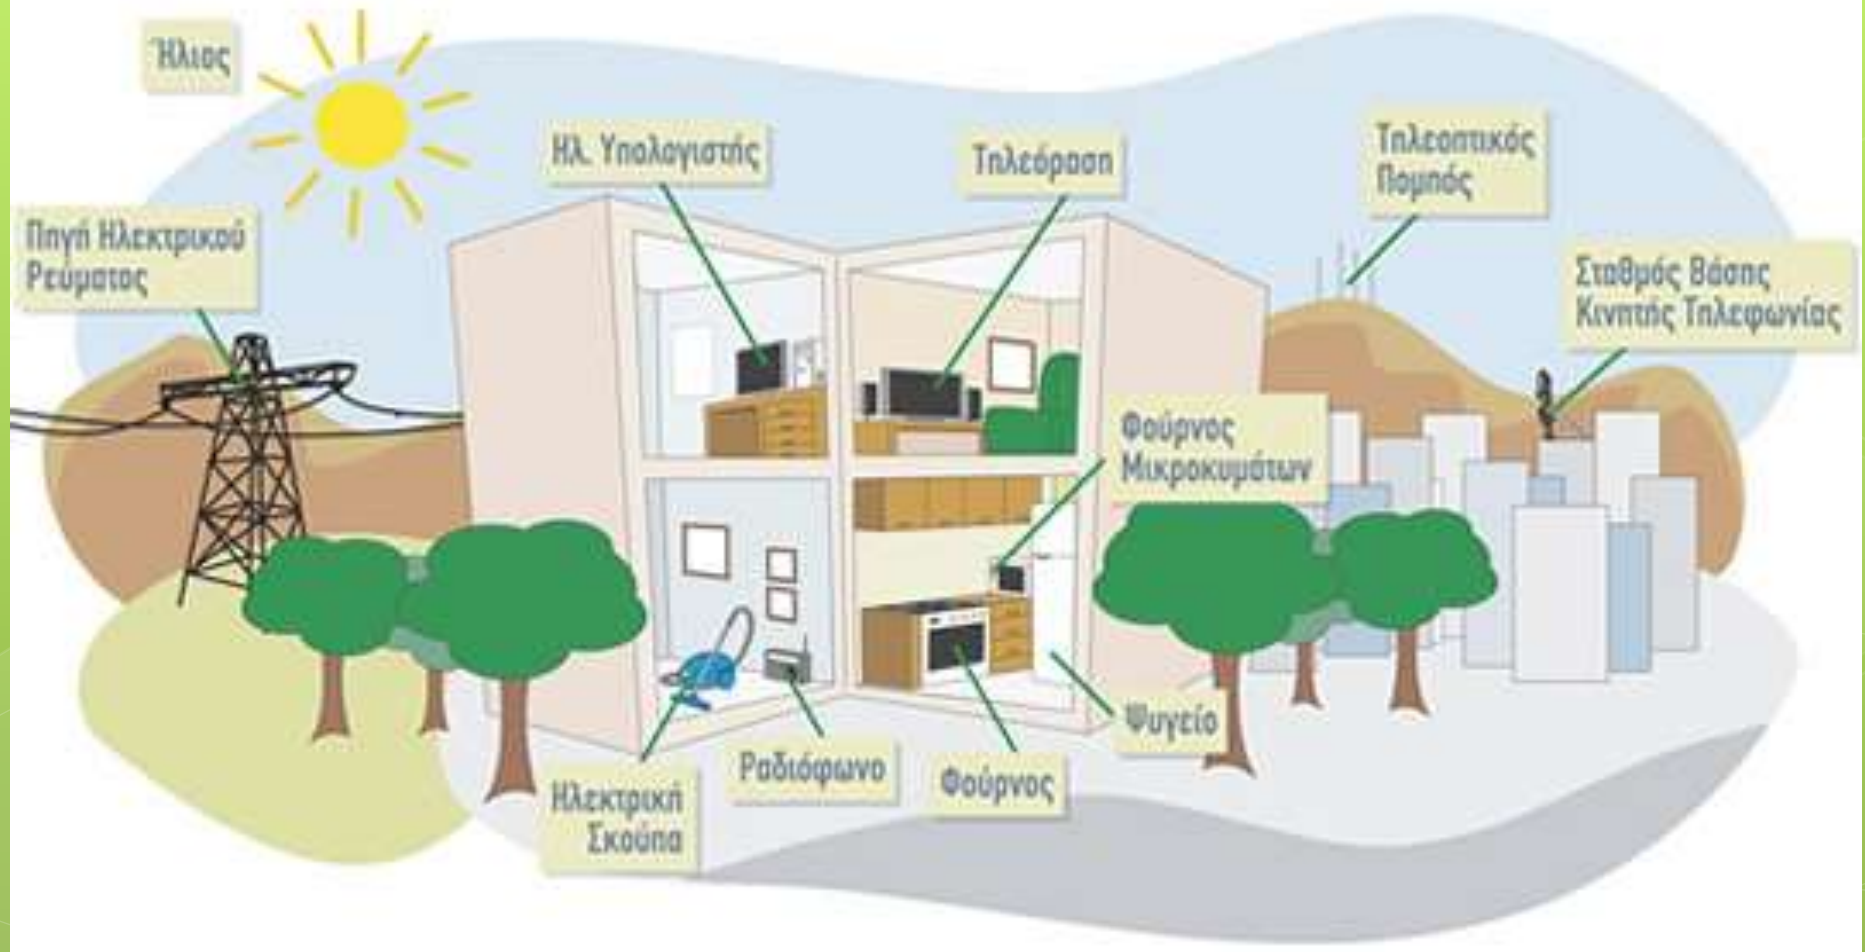 Ήλιος
Ηλ. Υπολογιστής
Τηλεόραση
Τηλεοπτικός
Πομπός
Πηγή Ηλεκτρικού
Ρεύματος
Σταθμός Βάσης
Κινητής Τηλεφωνίας
Φούρνος
Μικροκυμάτων
Ψυγείο
Ραδιόφωνο
Φούρνος
Ηλεκτρική
Σκούπα